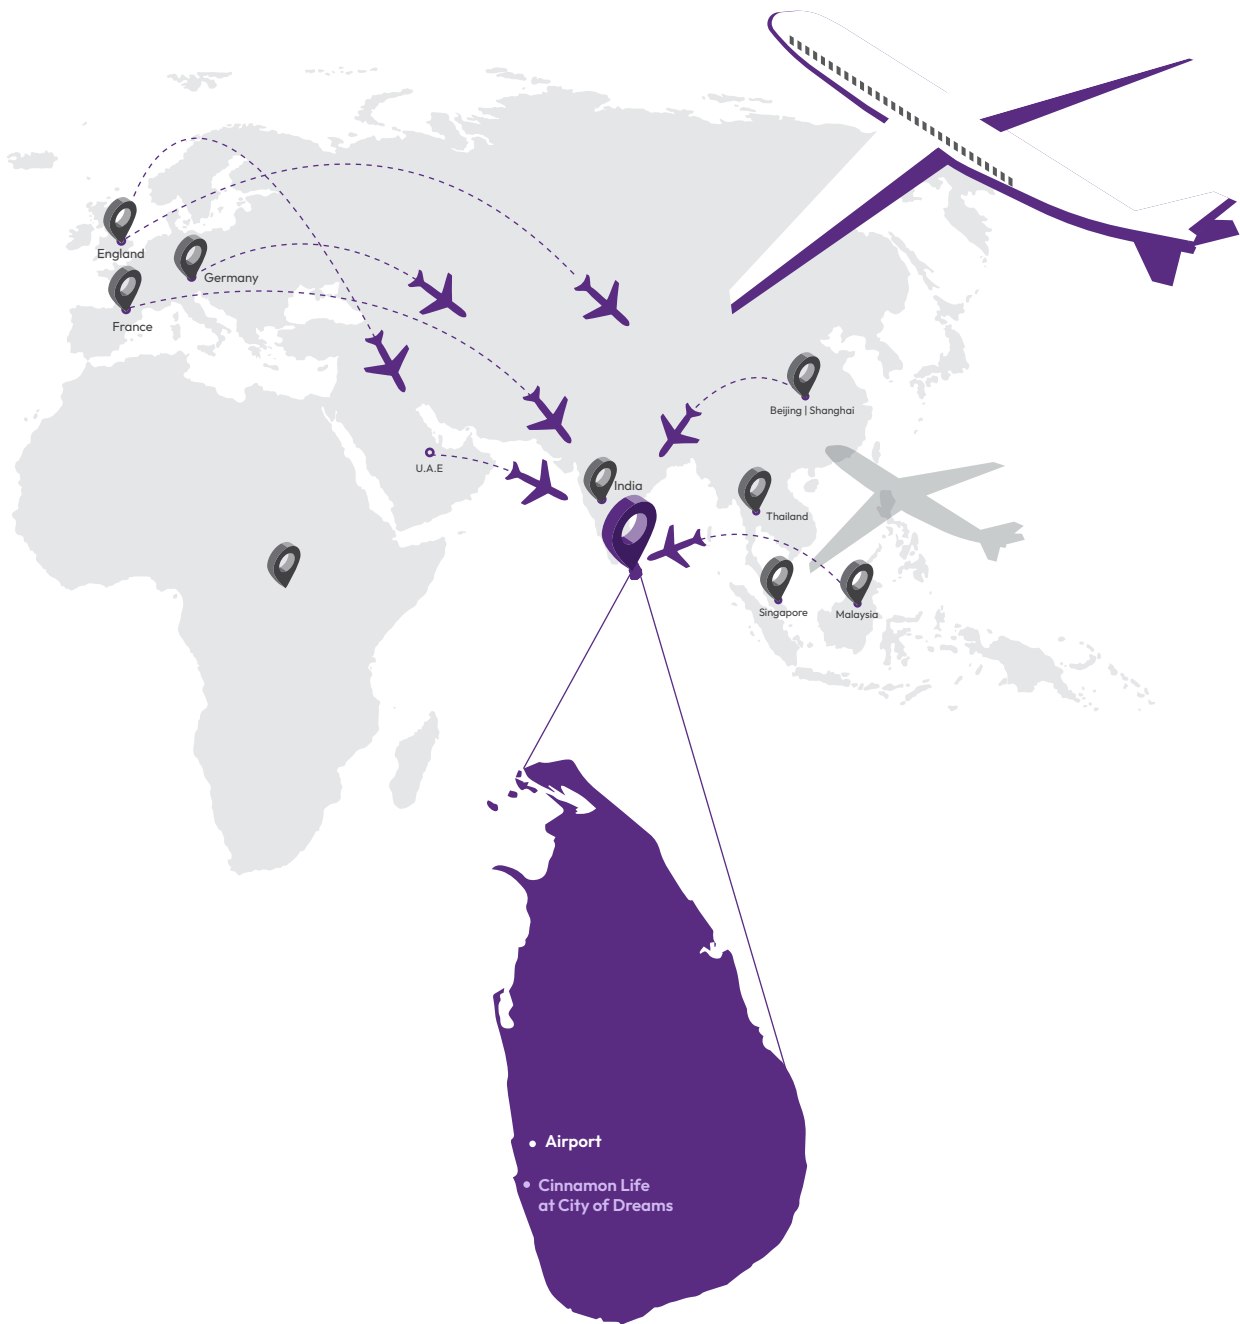 England
Germany
France
Beijing | Shanghai
U.A.E
India
Thailand
Singapore
Malaysia
Airport
Cinnamon Life
at City of Dreams